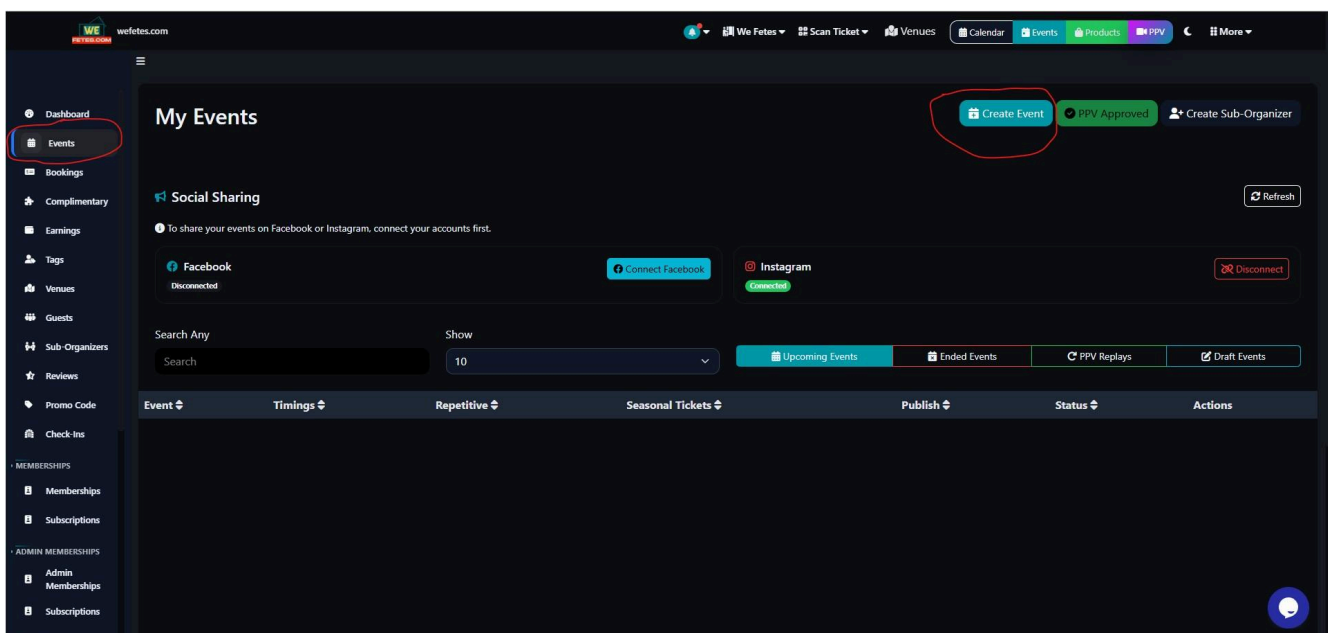 WE
FETES.COM
wefetes.com
We Fetes
Scan Ticket
Venues
Calendar
Events
Products
PPV
More
Dashboard
Events
Bookings
Complimentary
Earnings
Tags
Venues
Guests
Sub-Organizers
Reviews
Promo Code
Check-Ins
MEMBERSHIPS
Memberships
Subscriptions
ADMIN MEMBERSHIPS
Admin
Memberships
Subscriptions
My Events
Create Event
PPV Approved
Create Sub-Organizer
Social Sharing
Refresh
To share your events on Facebook or Instagram, connect your accounts first.
Facebook
Disconnected
Connect Facebook
Instagram
Connected
Disconnect
Search Any
Search
Show
10
Upcoming Events
Ended Events
PPV Replays
Draft Events
Event
Timings
Repetitive
Seasonal Tickets
Publish
Status
Actions